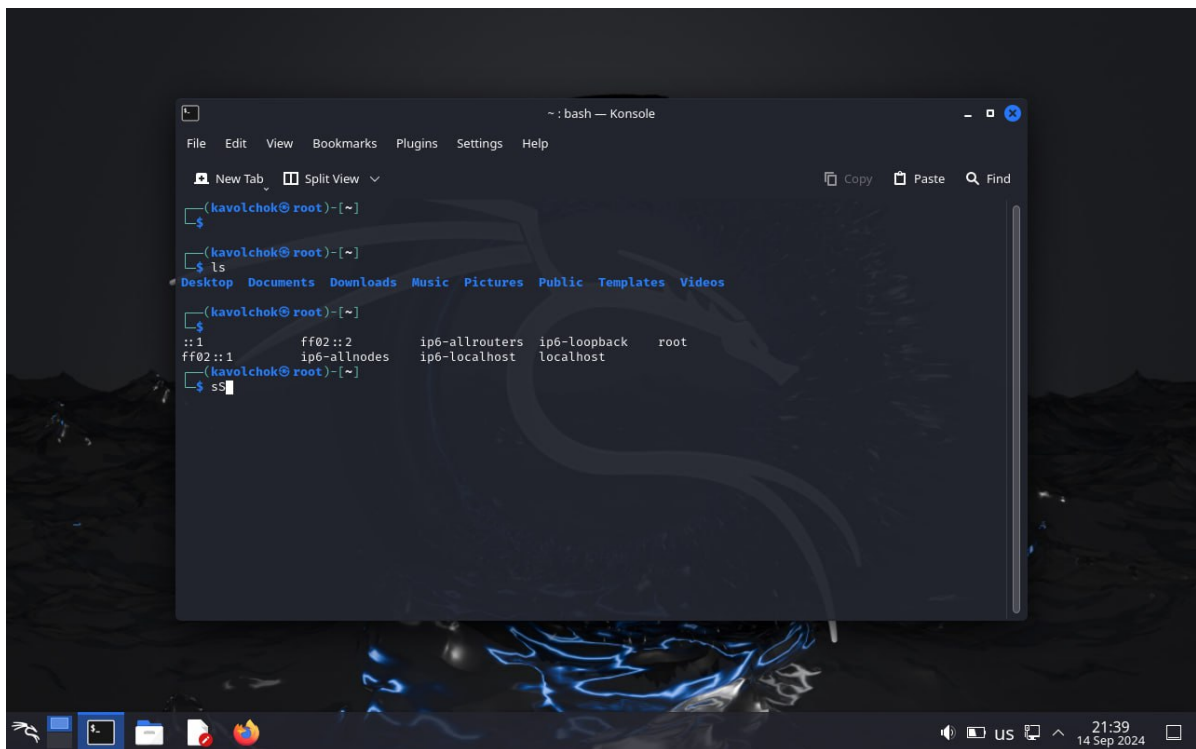 ~ : bash — Konsole
File Edit View Bookmarks Plugins Settings Help
New Tab Split View Copy Paste Find
┌──(kavolchok㉿root)-[~]
└─$
┌──(kavolchok㉿root)-[~]
└─$ ls
Desktop Documents Downloads Music Pictures Public Templates Videos
┌──(kavolchok㉿root)-[~]
└─$
::1 ff02::2 ip6-allrouters ip6-loopback root
ff02::1 ip6-allnodes ip6-localhost localhost
┌──(kavolchok㉿root)-[~]
└─$ sS
us 21:39
14 Sep 2024